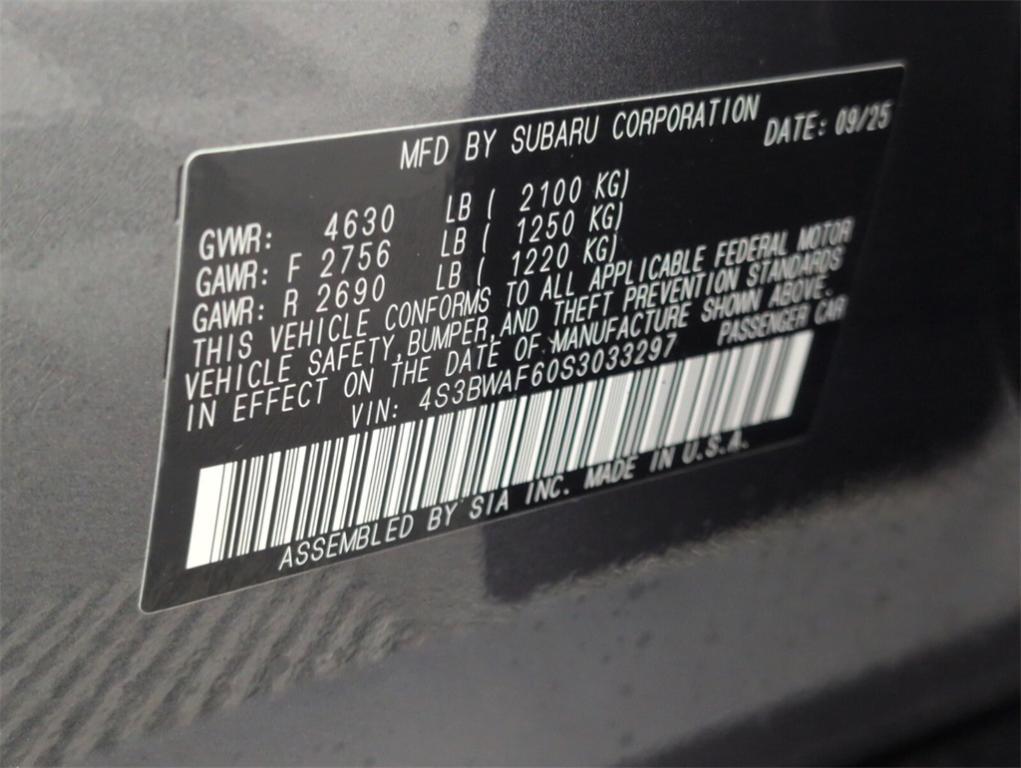 MFD BY SUBARU CORPORATION DATE: 09/25
GVWR: 4630 LB ( 2100 KG)
GAWR: F 2756 LB ( 1250 KG)
GAWR: R 2690 LB ( 1220 KG)
THIS VEHICLE CONFORMS TO ALL APPLICABLE FEDERAL MOTOR
VEHICLE SAFETY, BUMPER, AND THEFT PREVENTION STANDARDS
IN EFFECT ON THE DATE OF MANUFACTURE SHOWN ABOVE.
VIN: 4S3BWAF60S3033297 PASSENGER CAR
ASSEMBLED BY SIA INC. MADE IN U.S.A.